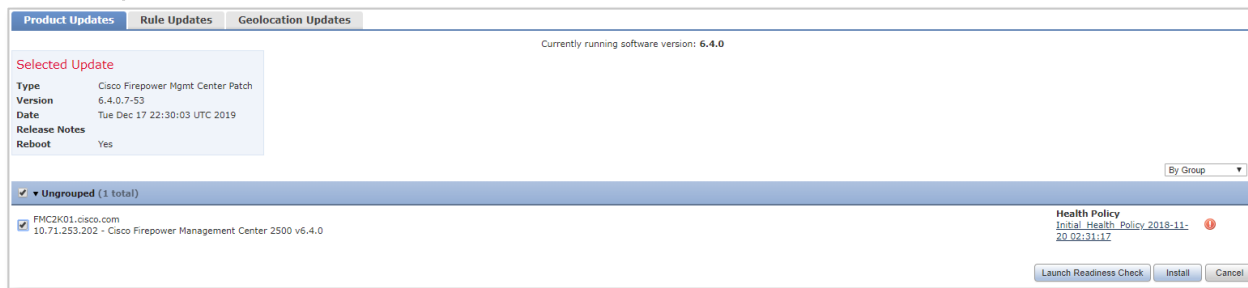 Product Updates Rule Updates Geolocation Updates
Currently running software version: 6.4.0
Selected Update
Type Cisco Firepower Mgmt Center Patch
Version 6.4.0.7-53
Date Tue Dec 17 22:30:03 UTC 2019
Release Notes
Reboot Yes
By Group
Ungrouped (1 total)
FMC2K01.cisco.com
10.71.253.202 - Cisco Firepower Management Center 2500 v6.4.0
Health Policy
Initial_Health_Policy 2018-11-
20 02:31:17
Launch Readiness Check Install Cancel